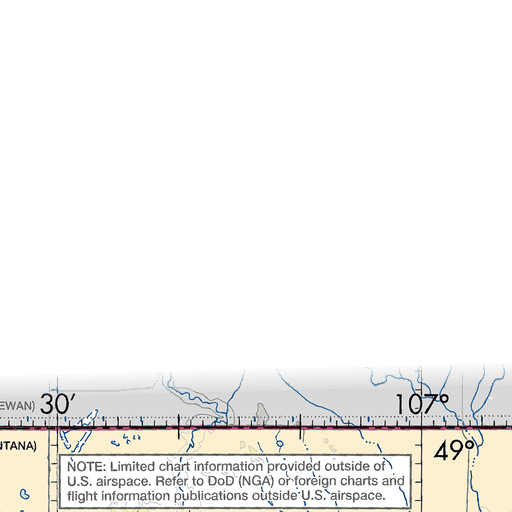 EWAN) 30′ 107°
NTANA) 49°
NOTE: Limited chart information provided outside of
U.S. airspace. Refer to DoD (NGA) or foreign charts and
flight information publications outside U.S. airspace.